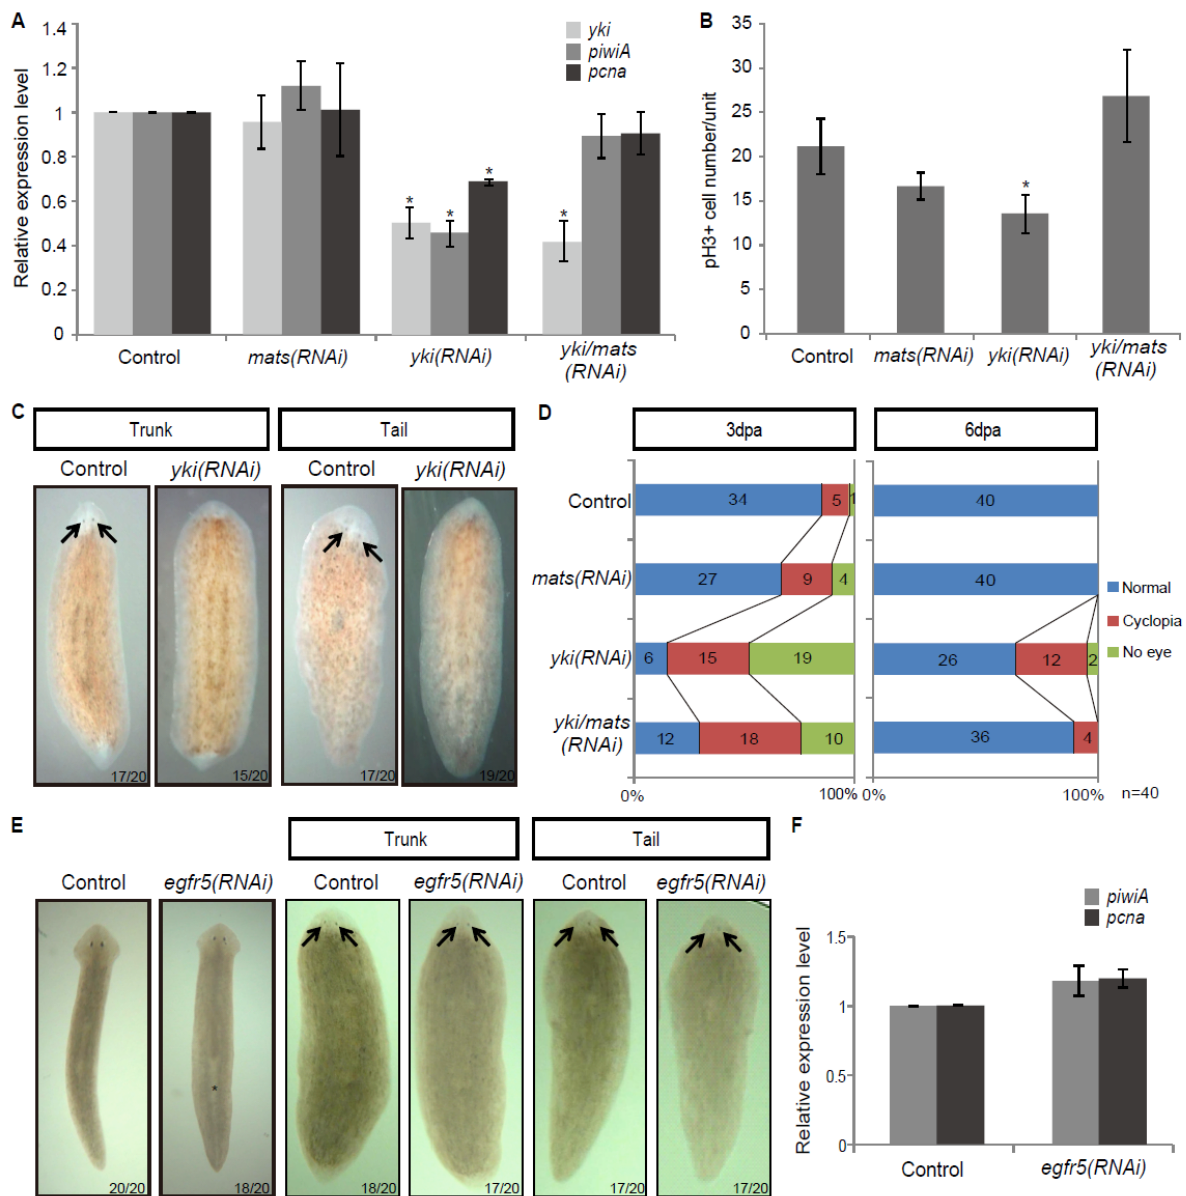 A
Relative expression level
1.4
1.2
1
0.8
0.6
0.4
0.2
0
yki
piwiA
pcna
* * *
*
Control
mats(RNAi)
yki(RNAi)
yki/mats
(RNAi)
B
pH3+ cell number/unit
35
30
25
20
15
10
5
0
*
Control
mats(RNAi)
yki(RNAi)
yki/mats
(RNAi)
C
Trunk
Tail
Control
yki(RNAi)
Control
yki(RNAi)
17/20
15/20
17/20
19/20
D
3dpa
6dpa
Control
34 5 1
40
mats(RNAi)
27 9 4
40
yki(RNAi)
6 15 19
26 12 2
yki/mats
(RNAi)
12 18 10
36 4
0% 100%
0% 100%
n=40
Normal
Cyclopia
No eye
E
Trunk
Tail
Control
egfr5(RNAi)
Control
egfr5(RNAi)
Control
egfr5(RNAi)
*
20/20
18/20
18/20
17/20
17/20
17/20
F
piwiA
pcna
Relative expression level
1.5
1
0.5
0
Control
egfr5(RNAi)